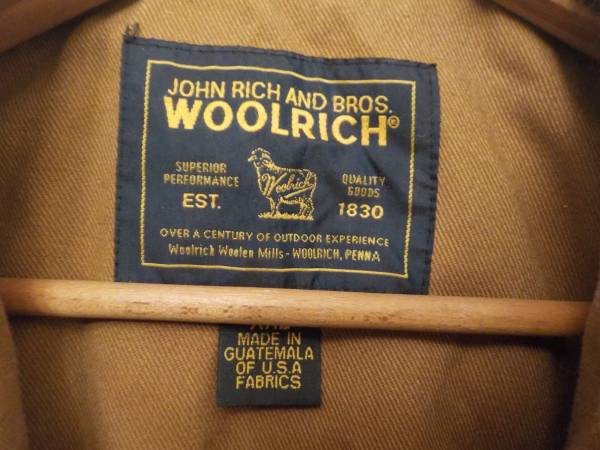 JOHN RICH AND BROS.
WOOLRICH®
SUPERIOR
PERFORMANCE
EST.
Woolrich
QUALITY
GOODS
1830
OVER A CENTURY OF OUTDOOR EXPERIENCE
Woolrich Woolen Mills - WOOLRICH, PENNA
MADE IN
GUATEMALA
OF U.S.A
FABRICS